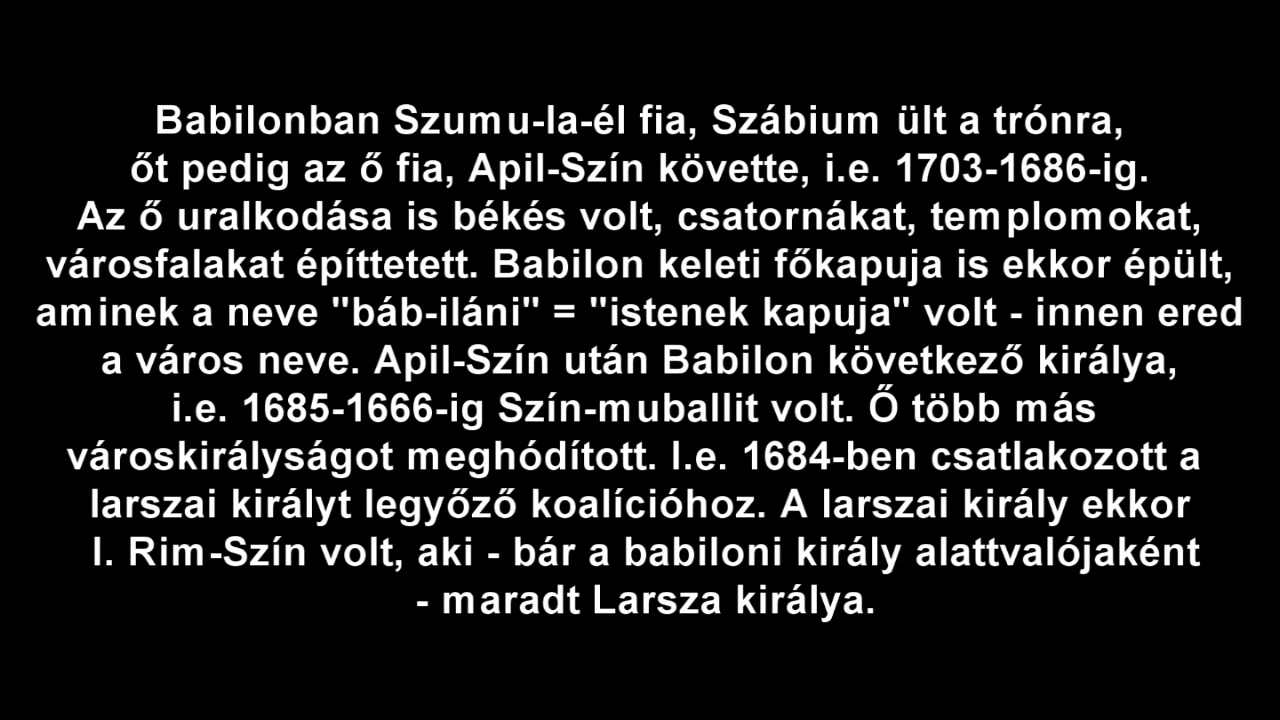 Babilonban Szumu-la-él fia, Szábium ült a trónra,
őt pedig az ő fia, Apil-Szín követte, i.e. 1703-1686-ig.
Az ő uralkodása is békés volt, csatornákat, templomokat,
városfalakat építtetett. Babilon keleti főkapuja is ekkor épült,
aminek a neve "báb-iláni" = "istenek kapuja" volt - innen ered
a város neve. Apil-Szín után Babilon következő királya,
i.e. 1685-1666-ig Szín-muballit volt. Ő több más
városkirályságot meghódított. I.e. 1684-ben csatlakozott a
larszai királyt legyőző koalícióhoz. A larszai király ekkor
I. Rim-Szín volt, aki - bár a babiloni király alattvalójaként
- maradt Larsza királya.